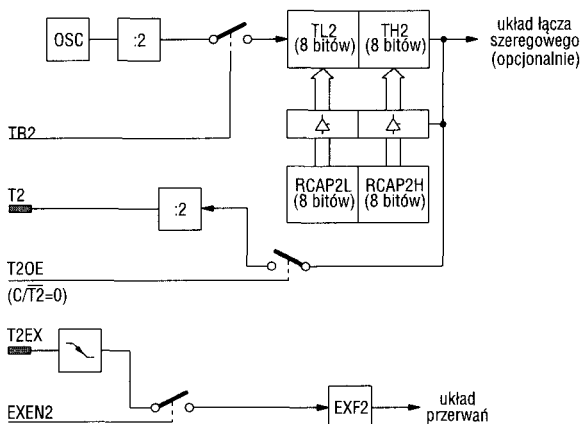 OSC
:2
TL2
(8 bitów)
TH2
(8 bitów)
układ łącza
szeregowego
(opcjonalnie)
TR2
RCAP2L
(8 bitów)
RCAP2H
(8 bitów)
T2
:2
T2OE
(C/T2=0)
T2EX
EXEN2
EXF2
układ
przerwań